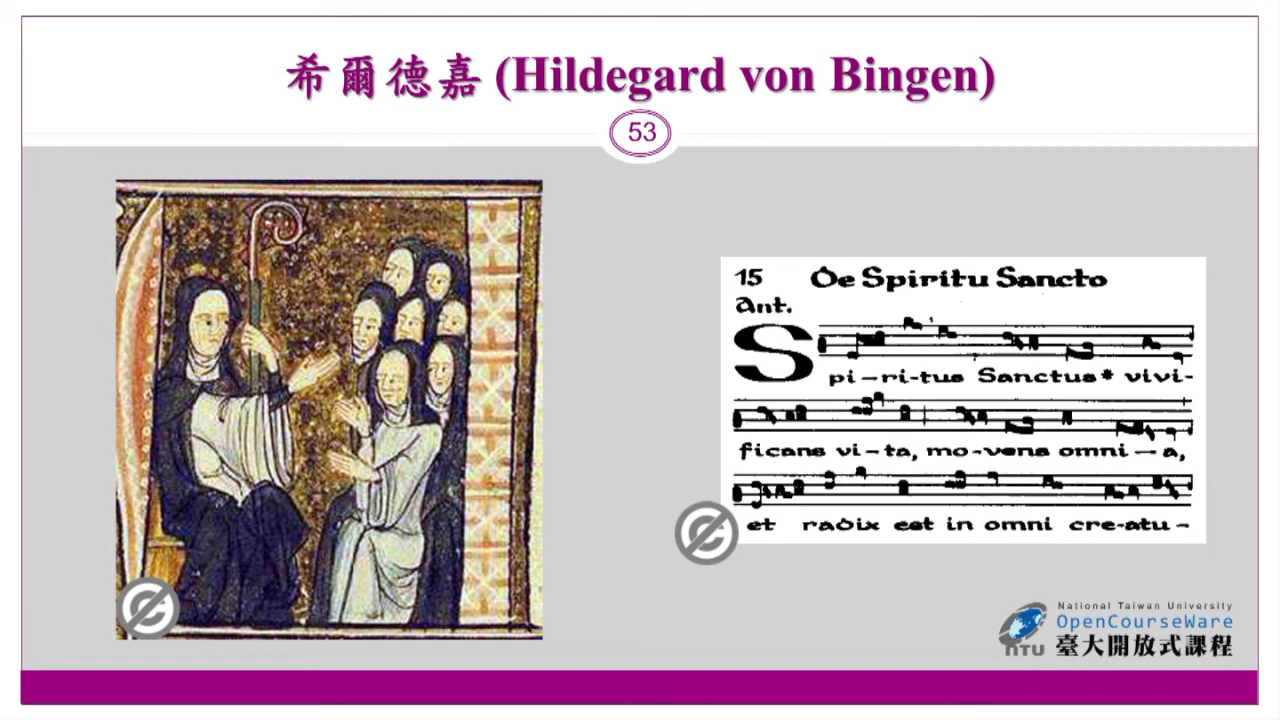 希爾德嘉 (Hildegard von Bingen)
53
15 De Spiritu Sancto
Ant.
Spi-ri-tus Sanctus* vivi-
ficans vi-ta, mo-vens omni-a,
et radix est in omni cre-atu-
National Taiwan University
OpenCourseWare
NTU 臺大開放式課程